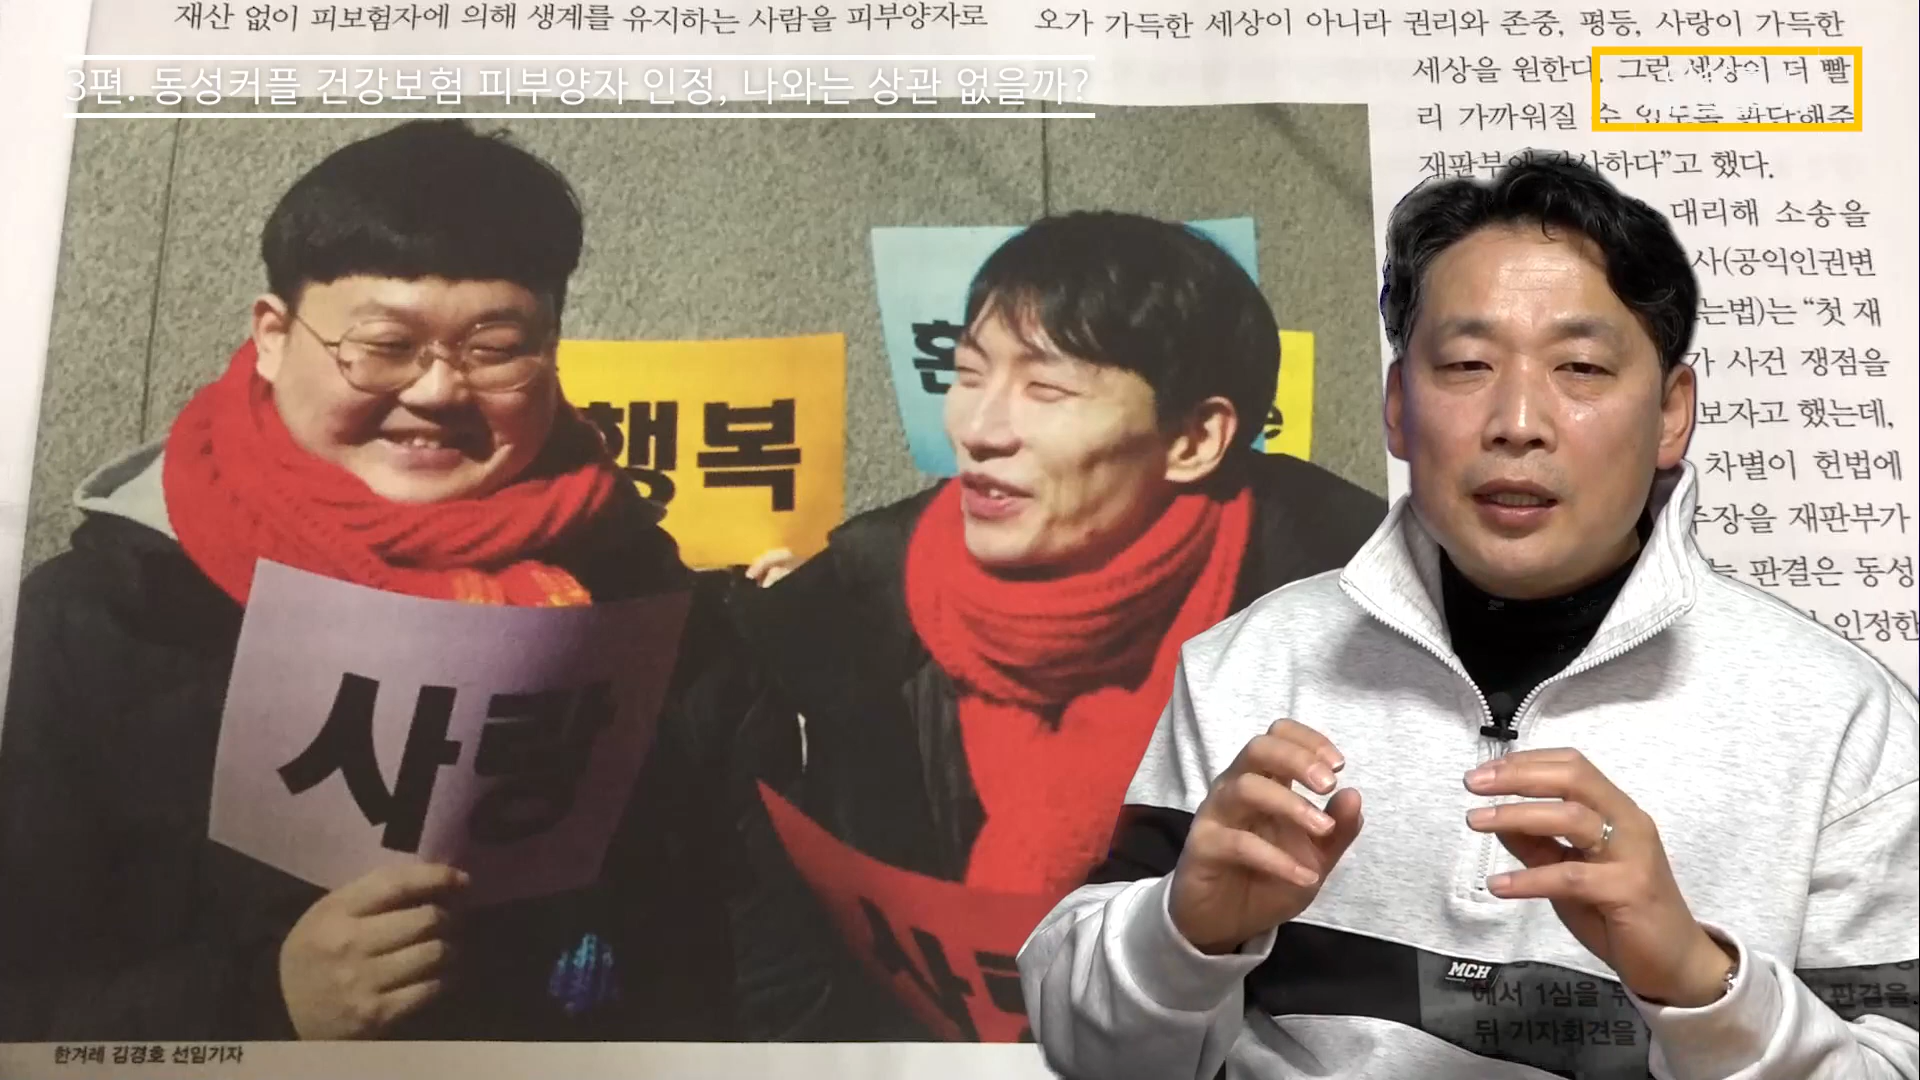 재산 없이 피보험자에 의해 생계를 유지하는 사람을 피부양자로
3편. 동성커플 건강보험 피부양자 인정, 나와는 상관 없을까?
오가 가득한 세상이 아니라 권리와 존중, 평등, 사랑이 가득한
세상을 원한다. 그런 세상이 더 빨
리 가까워질 수 있도록 판단해준
재판부에 감사하다”고 했다.
대리해 소송을
사(공익인권변
는법)는 “첫 재
가 사건 쟁점을
보자고 했는데,
차별이 헌법에
주장을 재판부가
판결은 동성
인정한
행복
혼
e
사랑
사랑
MCH
에서 1심을
판결을
뒤 기자회견을
한겨레 김경호 선임기자